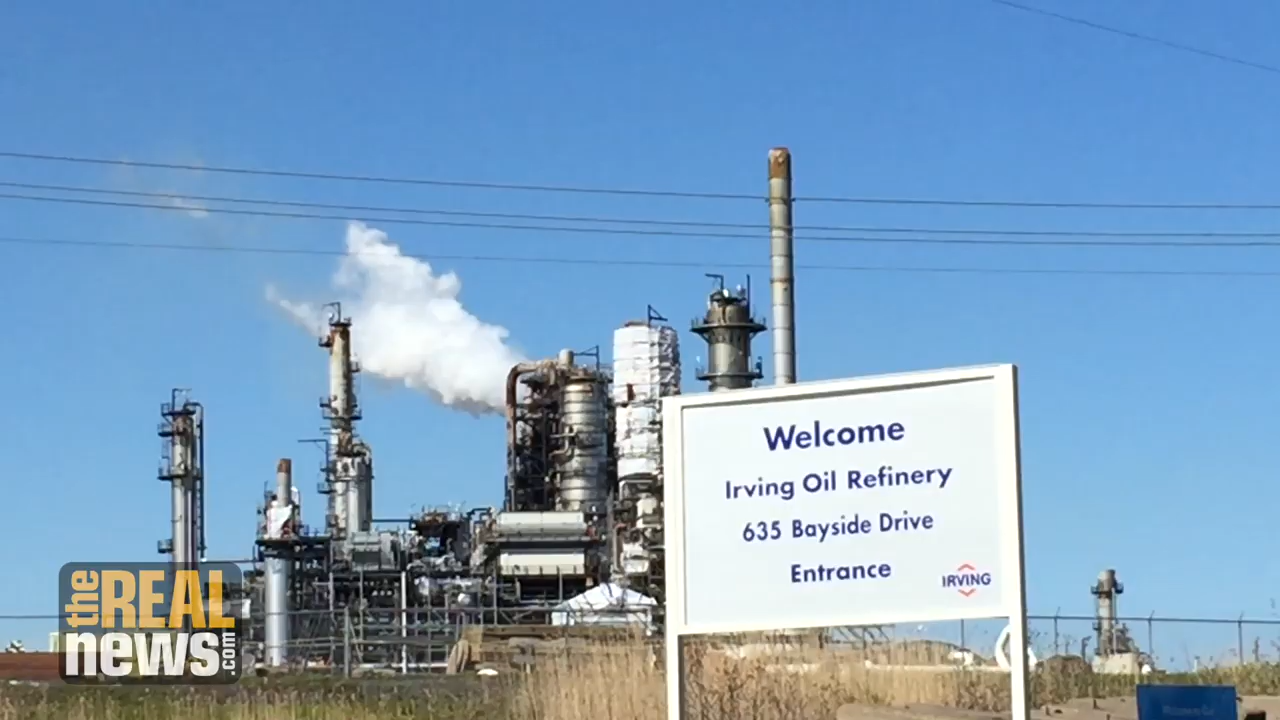 Welcome
Irving Oil Refinery
635 Bayside Drive
Entrance
IRVING
the REAL
news.com